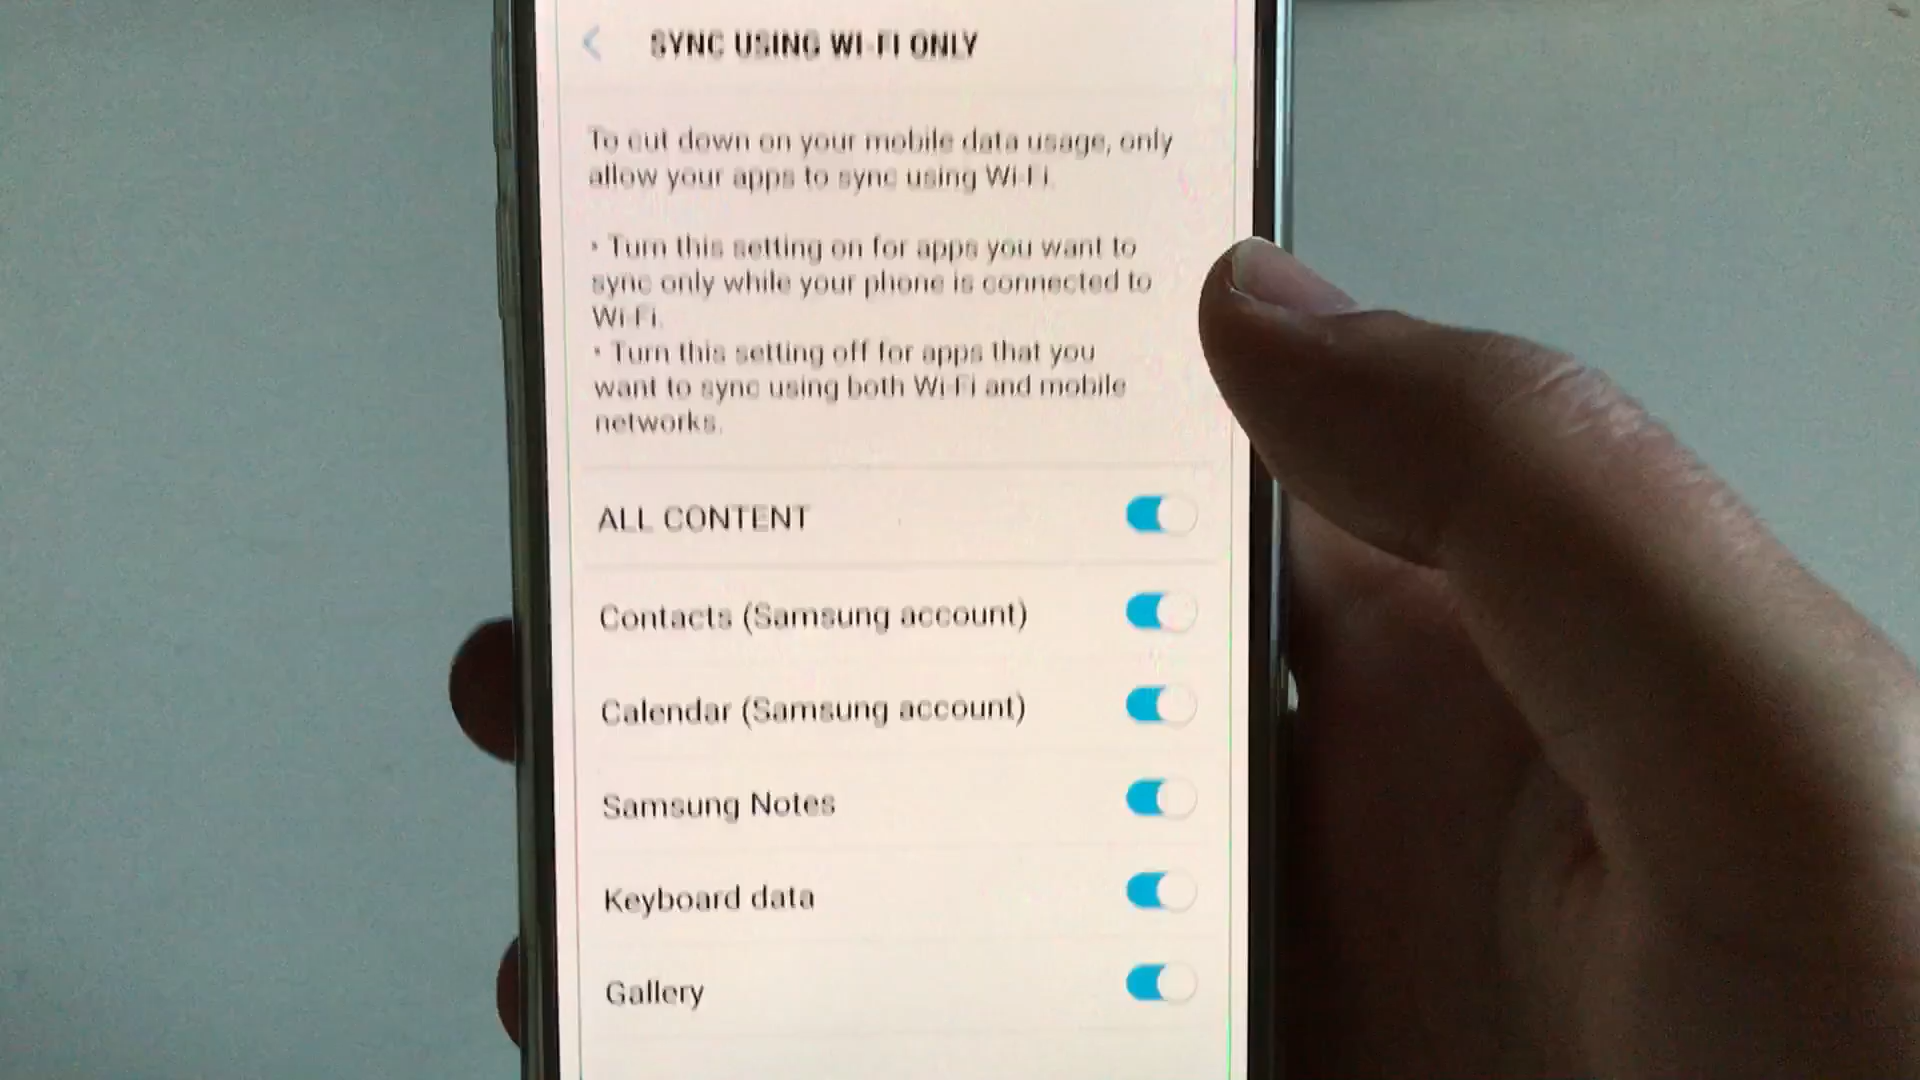 SYNC USING WI-FI ONLY
To cut down on your mobile data usage, only
allow your apps to sync using Wi-Fi.
• Turn this setting on for apps you want to
sync only while your phone is connected to
Wi-Fi.
• Turn this setting off for apps that you
want to sync using both Wi-Fi and mobile
networks.
ALL CONTENT
Contacts (Samsung account)
Calendar (Samsung account)
Samsung Notes
Keyboard data
Gallery